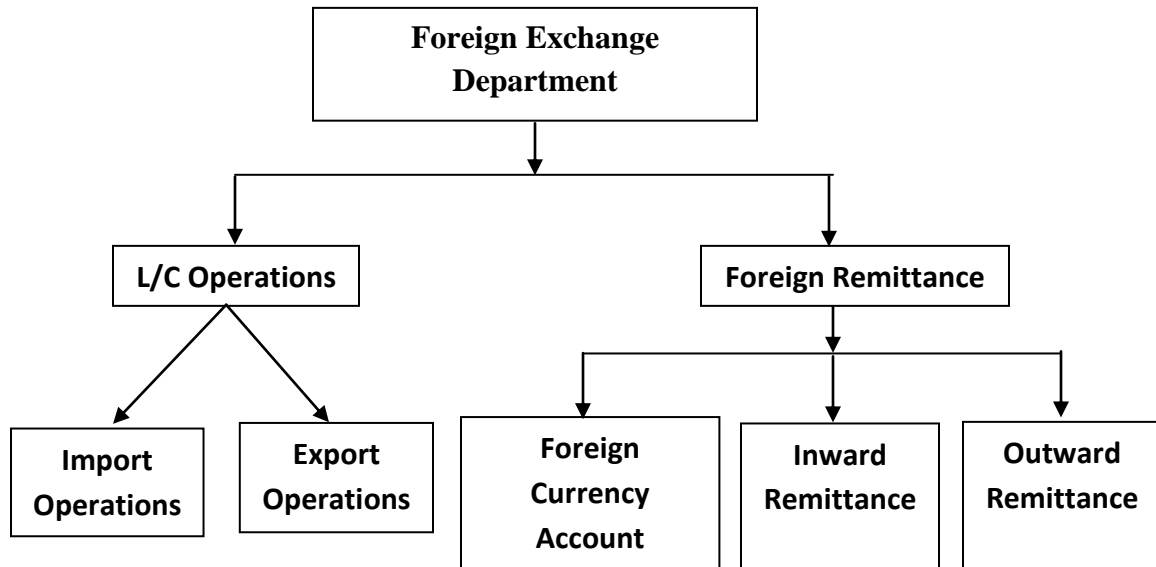 Foreign Exchange
Department
L/C Operations
Foreign Remittance
Import
Operations
Export
Operations
Foreign
Currency
Account
Inward
Remittance
Outward
Remittance